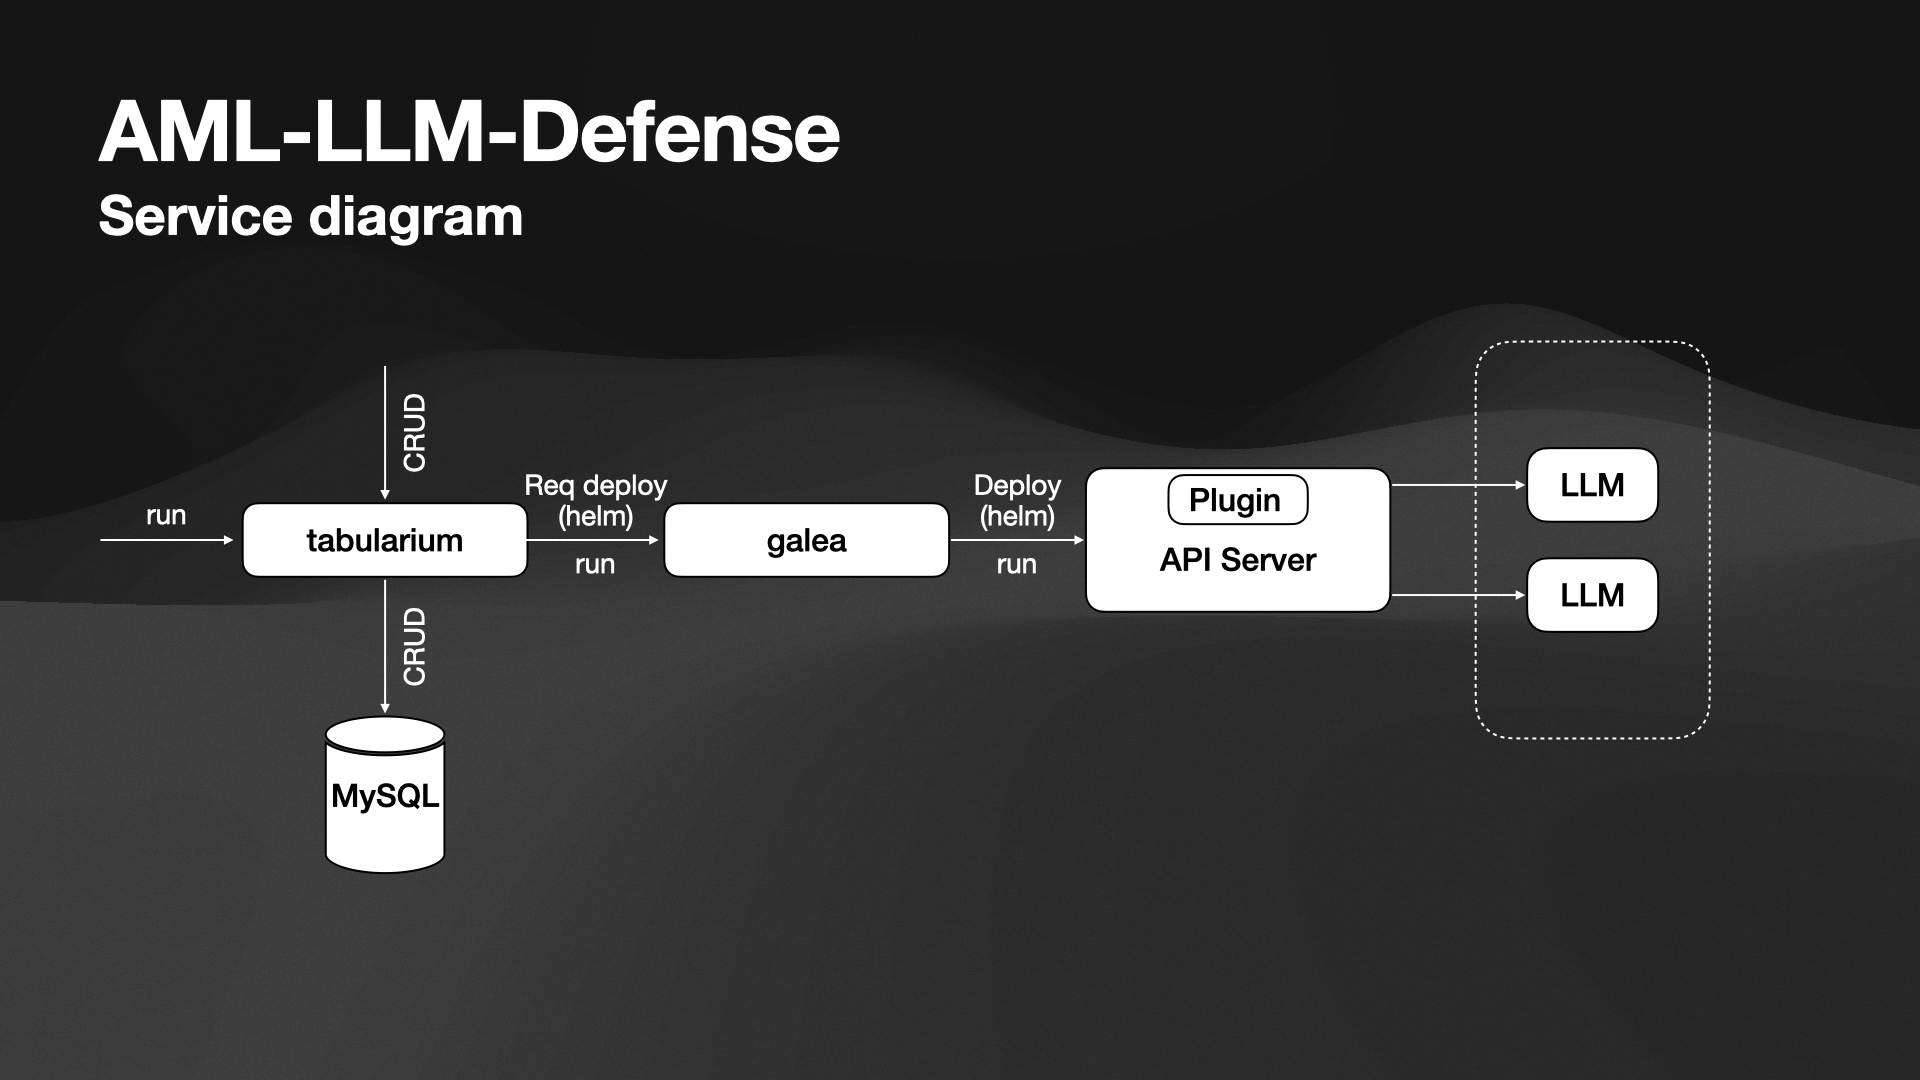 AML-LLM-Defense
Service diagram
CRUD
run
tabularium
Req deploy
(helm)
run
galea
Deploy
(helm)
run
Plugin
API Server
LLM
LLM
CRUD
MySQL